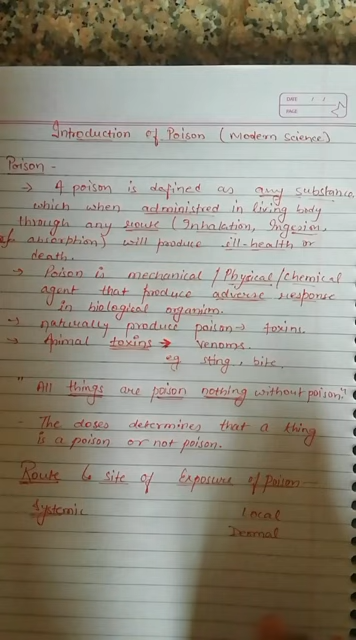 DATE / /
PAGE
Introduction of Poison (Modern Science)
Poison -
→ A poison is defined as any substance
which when administred in living body
through any route (Inhalation, Ingesion,
absorption) will produce ill-health or
death.
→ Poison is mechanical / Physical / Chemical
agent that produce adverse response
in biological organism.
→ naturally produce poison → toxins.
→ Animal toxins → venoms.
eg sting, bite.
"All things are poison nothing without poison."
- The doses determines that a thing
is a poison or not poison.
Route & site of Exposure of Poison
Systemic Local
Dermal